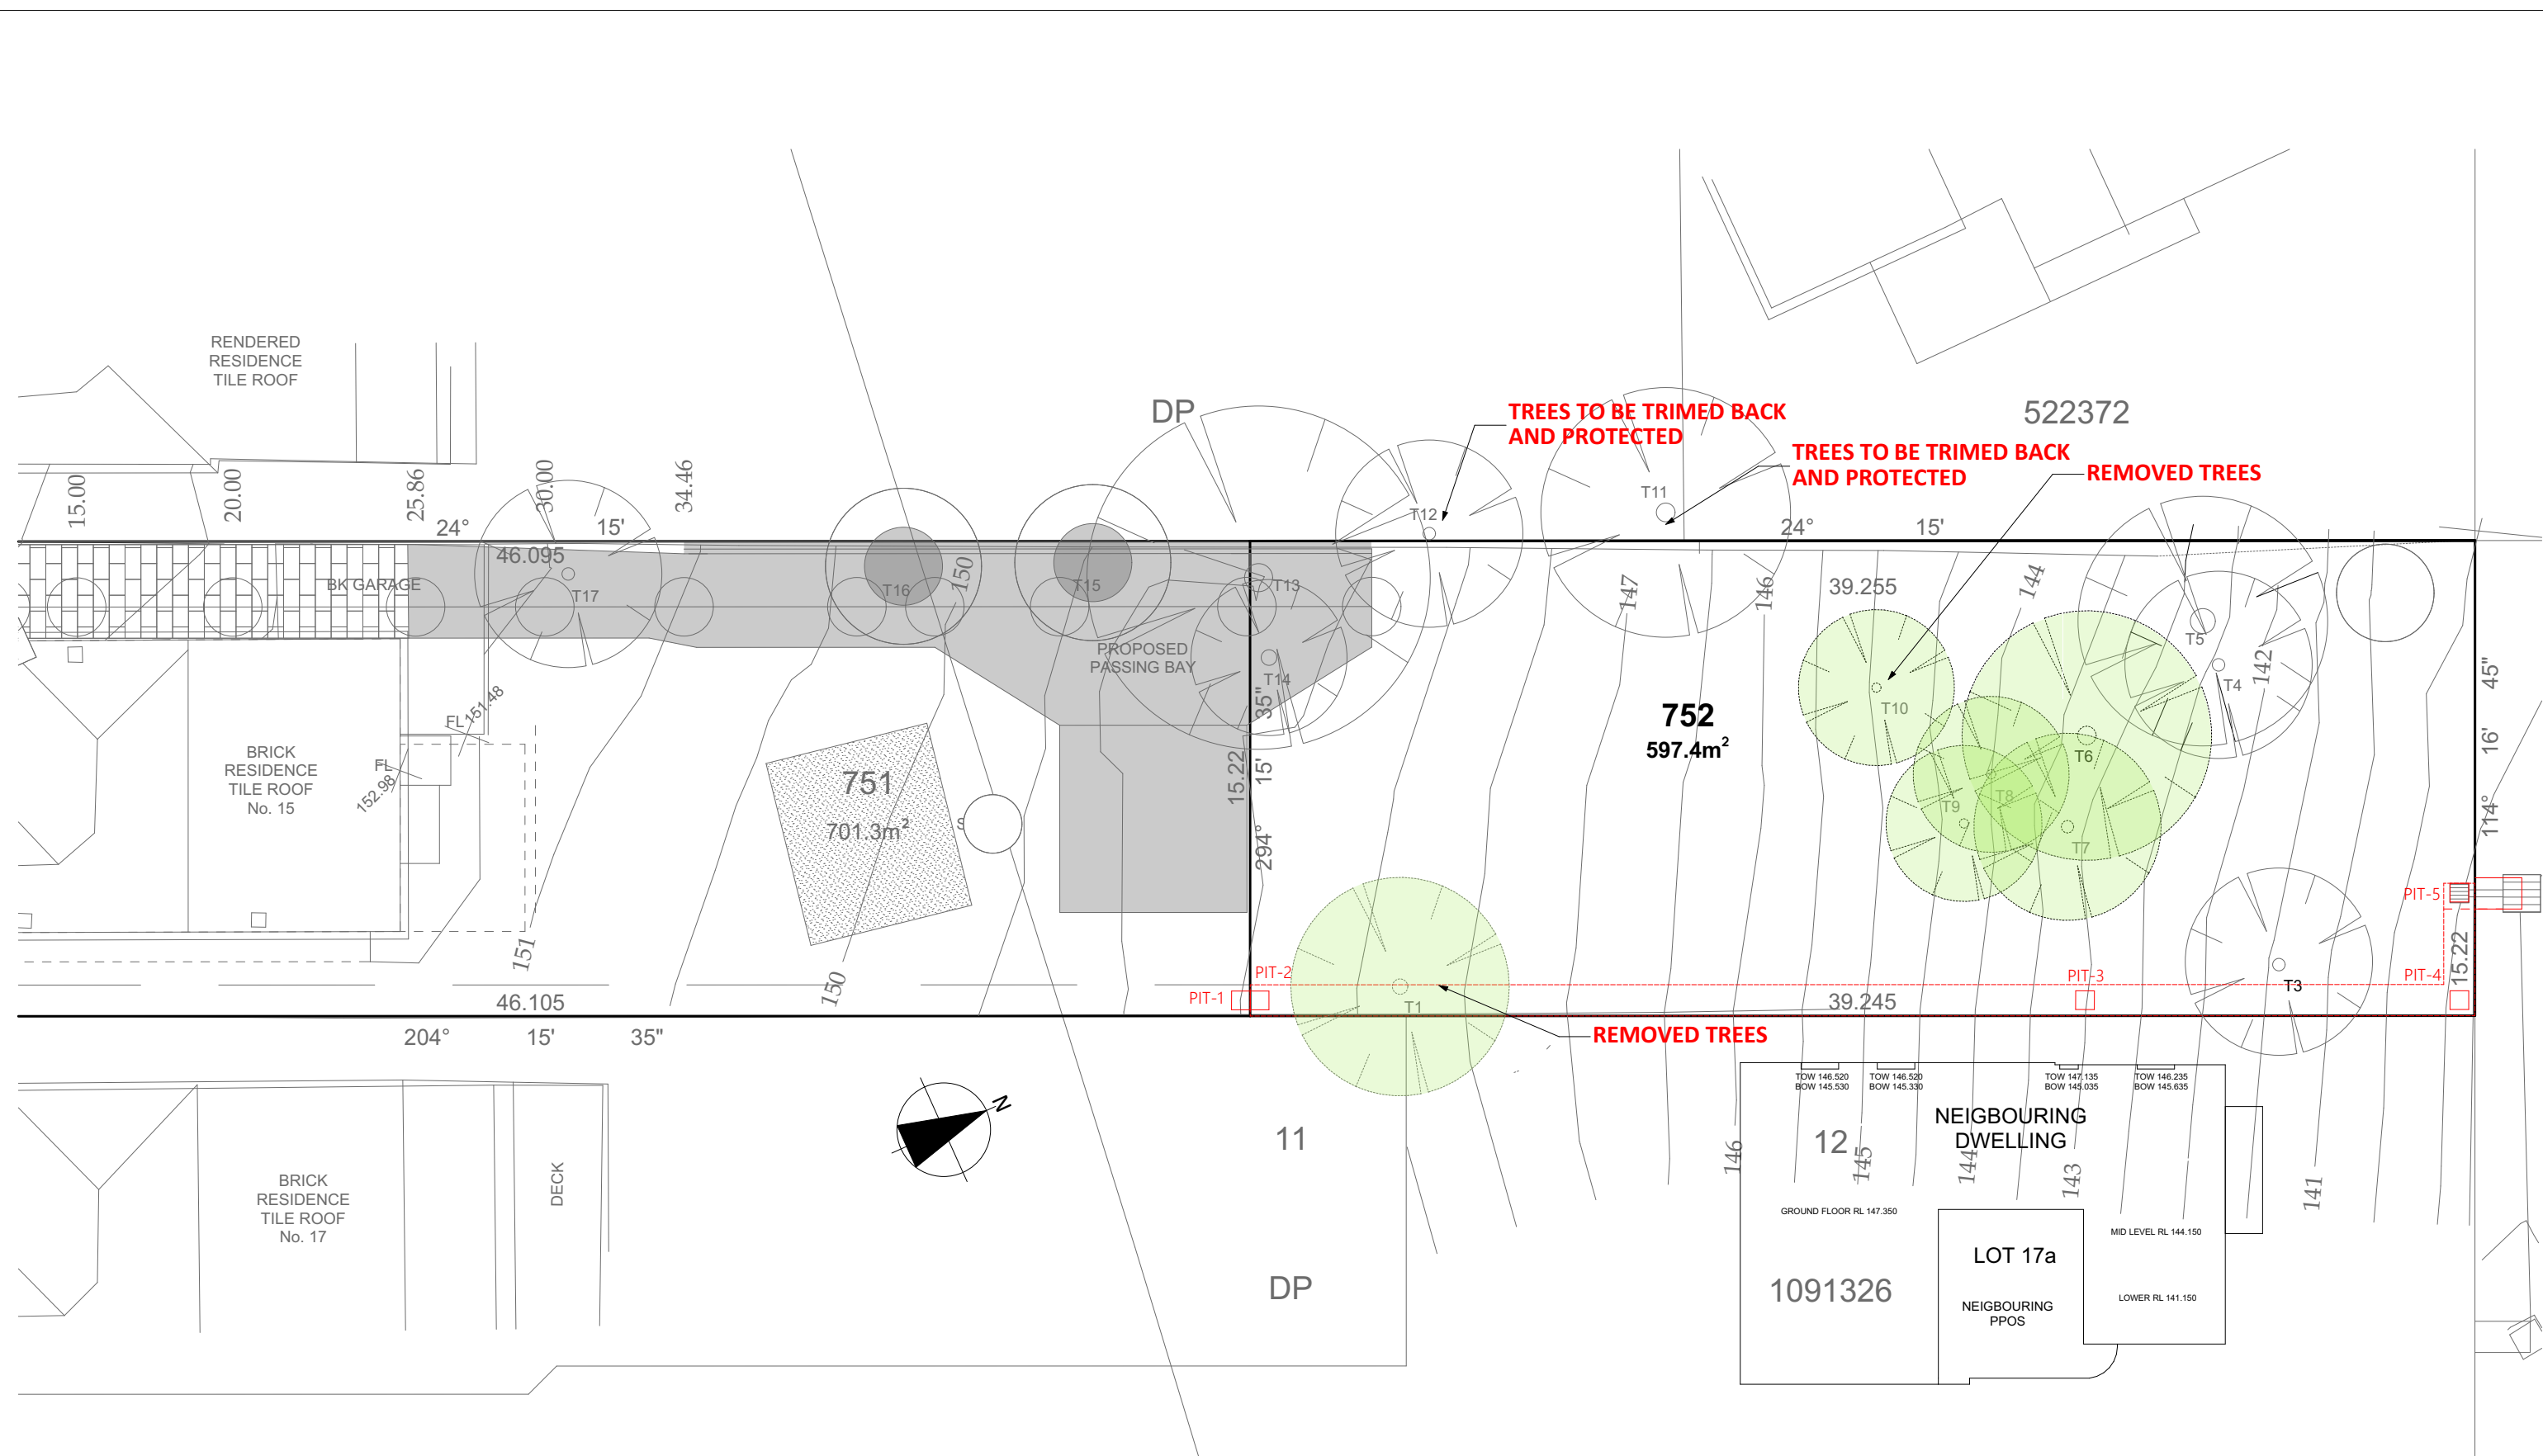 RENDERED
RESIDENCE
TILE ROOF
DP
TREES TO BE TRIMED BACK
AND PROTECTED
522372
TREES TO BE TRIMED BACK
AND PROTECTED
REMOVED TREES
15.00
20.00
25.86
30.00
34.46
24°
15'
46.095
BK GARAGE
T17
T16
150
T15
T13
T12
T11
24°
15'
39.255
147
146
144
142
PROPOSED
PASSING BAY
T14
35"
15'
294°
15.22
T10
T5
T4
T6
T9
T8
T7
45"
16'
114°
752
597.4m²
FL 151.48
FL
152.98
BRICK
RESIDENCE
TILE ROOF
No. 15
751
701.3m²
S
151
150
46.105
204°
15'
35"
PIT-1
PIT-2
T1
PIT-3
39.245
T3
PIT-4
PIT-5
15.22
REMOVED TREES
N
TOW 146.520
BOW 145.530
TOW 146.520
BOW 145.330
TOW 147.135
BOW 145.035
TOW 146.235
BOW 145.635
NEIGBOURING
DWELLING
11
12
146
145
144
143
141
BRICK
RESIDENCE
TILE ROOF
No. 17
DECK
GROUND FLOOR RL 147.350
MID LEVEL RL 144.150
LOT 17a
DP
1091326
NEIGBOURING
PPOS
LOWER RL 141.150